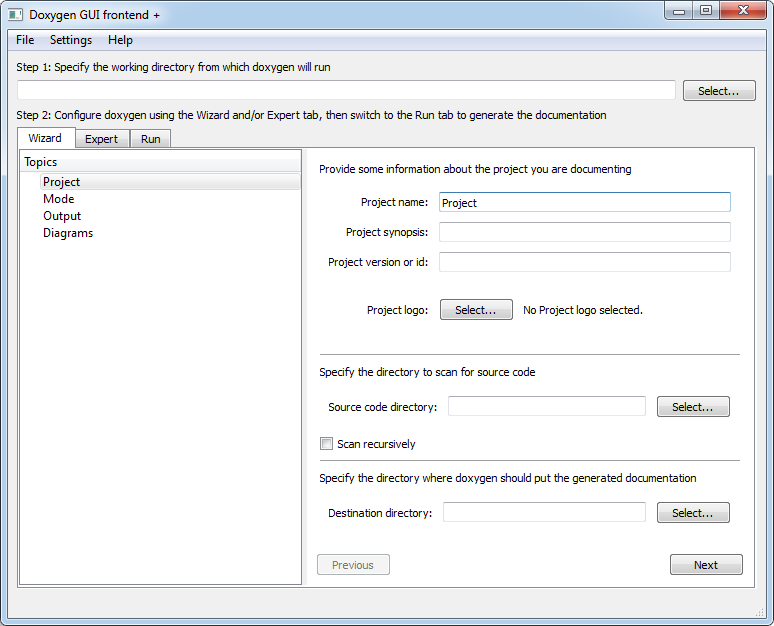 Doxygen GUI frontend +
File Settings Help
Step 1: Specify the working directory from which doxygen will run
Select...
Step 2: Configure doxygen using the Wizard and/or Expert tab, then switch to the Run tab to generate the documentation
Wizard Expert Run
Topics
Project
Mode
Output
Diagrams
Provide some information about the project you are documenting
Project name: Project
Project synopsis:
Project version or id:
Project logo: Select... No Project logo selected.
Specify the directory to scan for source code
Source code directory: Select...
Scan recursively
Specify the directory where doxygen should put the generated documentation
Destination directory: Select...
Previous Next